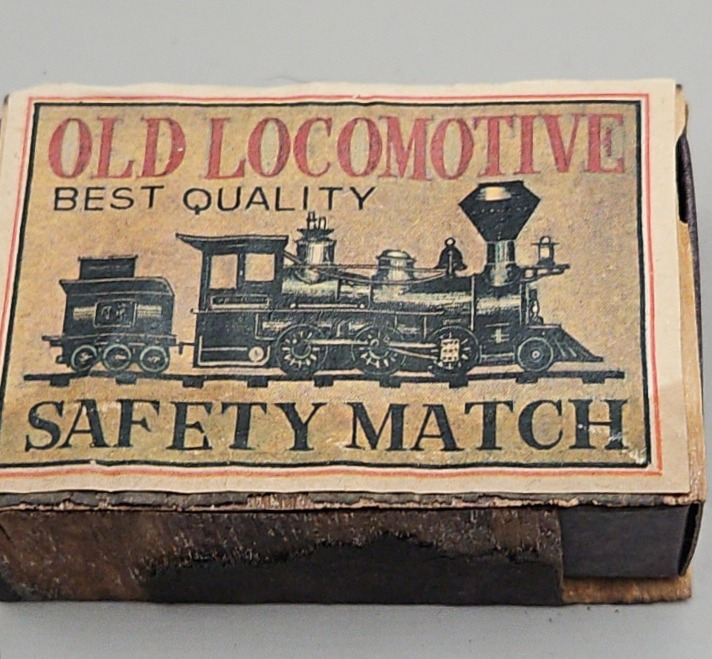 OLD LOCOMOTIVE
BEST QUALITY
SAFETY MATCH